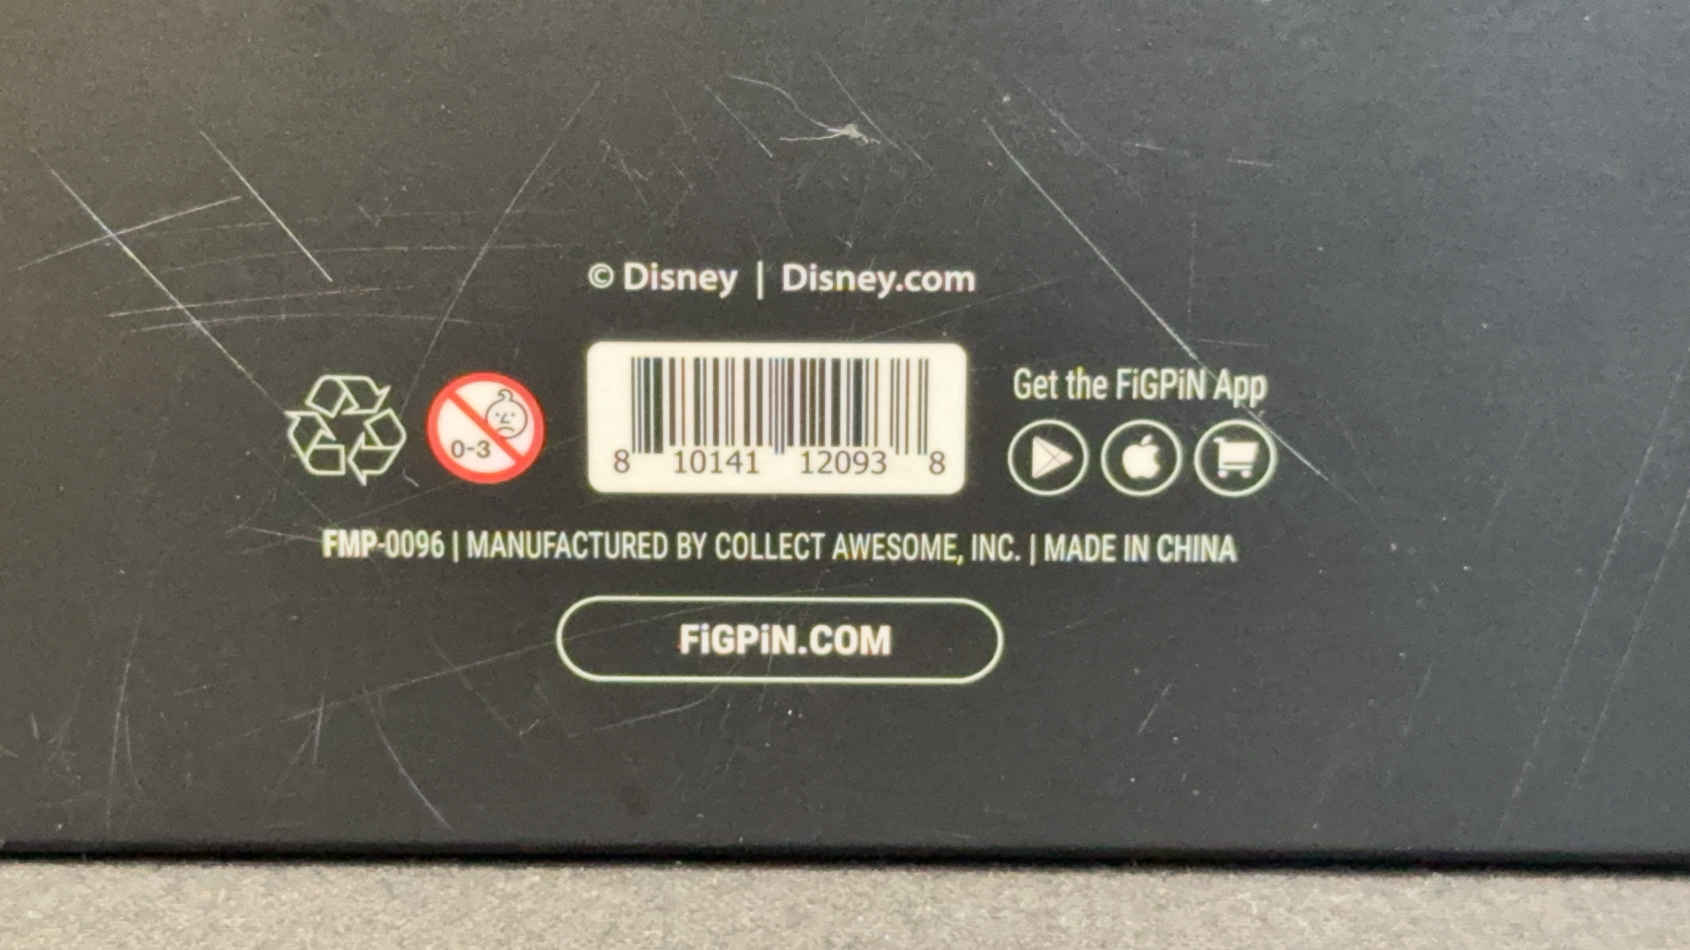 © Disney | Disney.com
0-3
8 10141 12093 8
Get the FiGPiN App
FMP-0096 | MANUFACTURED BY COLLECT AWESOME, INC. | MADE IN CHINA
FiGPiN.COM